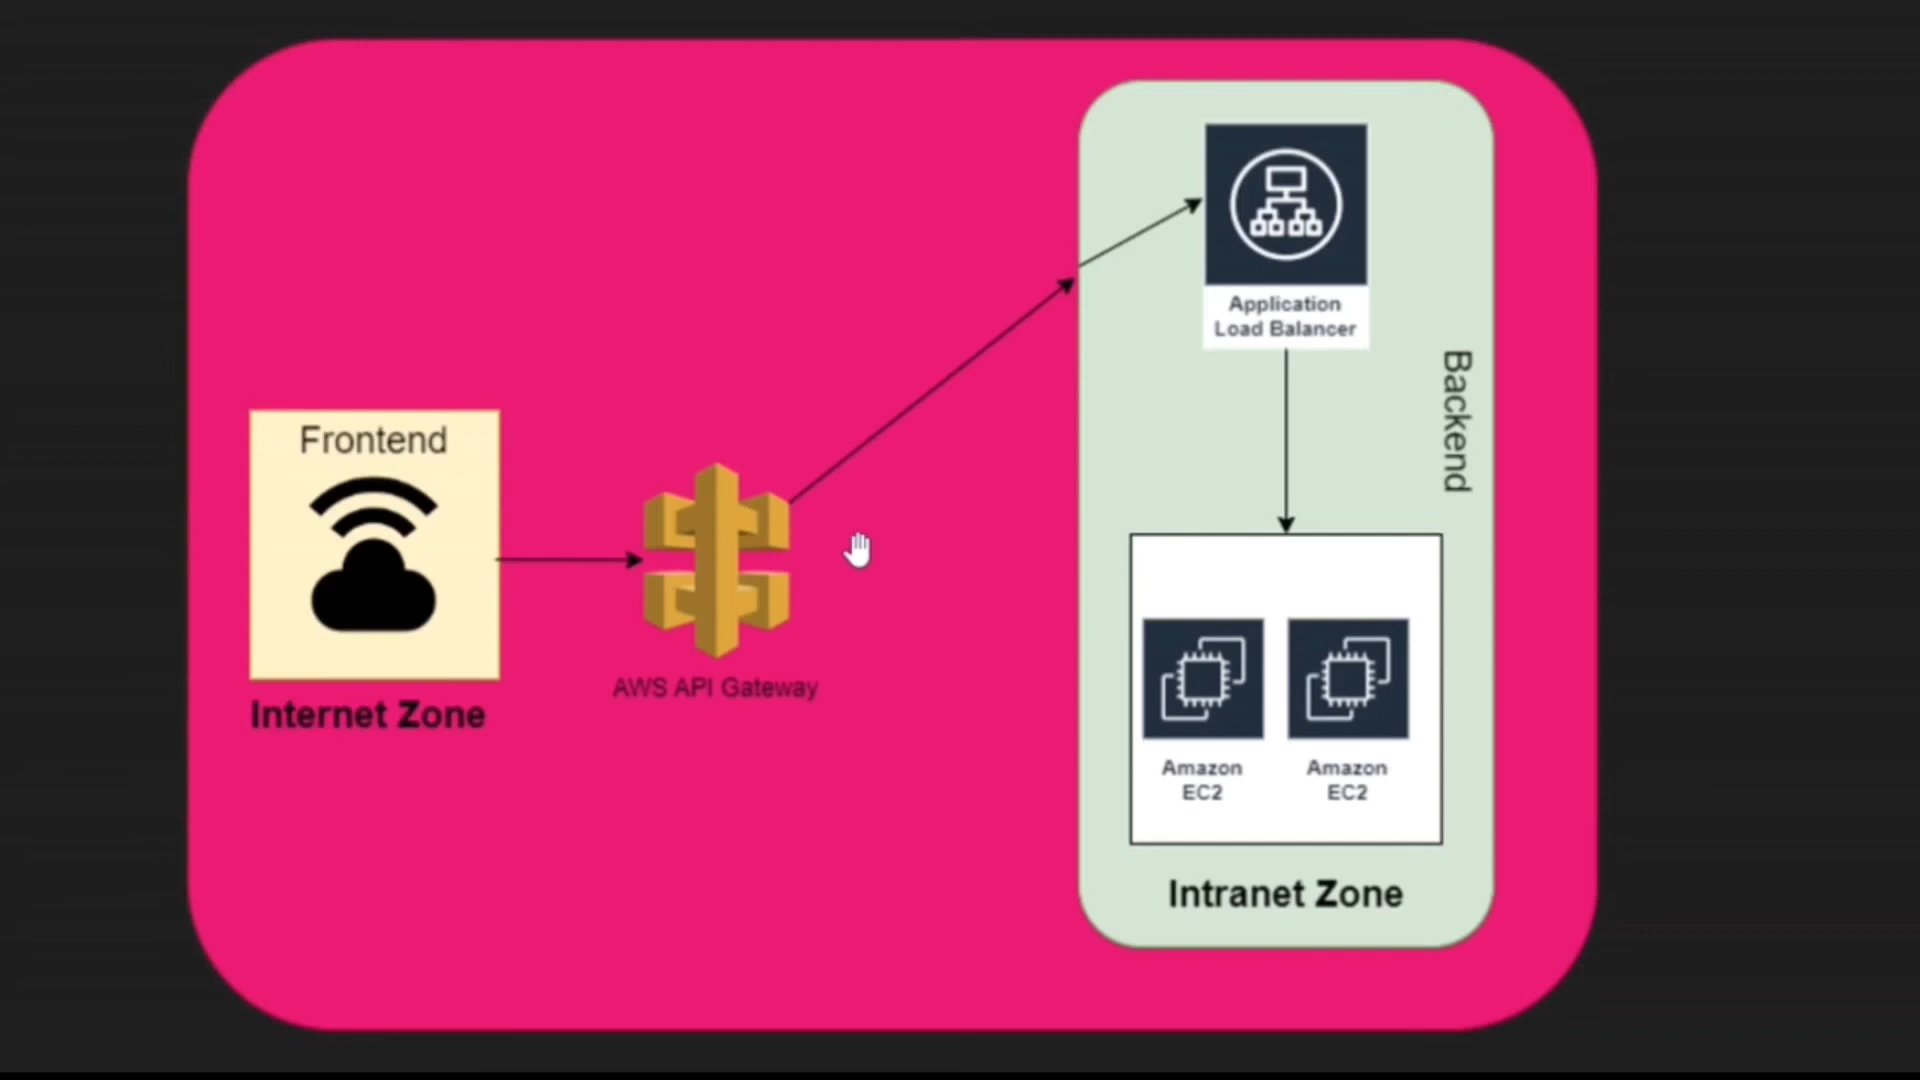 Frontend
Internet Zone
AWS API Gateway
Application
Load Balancer
Backend
Amazon
EC2
Amazon
EC2
Intranet Zone